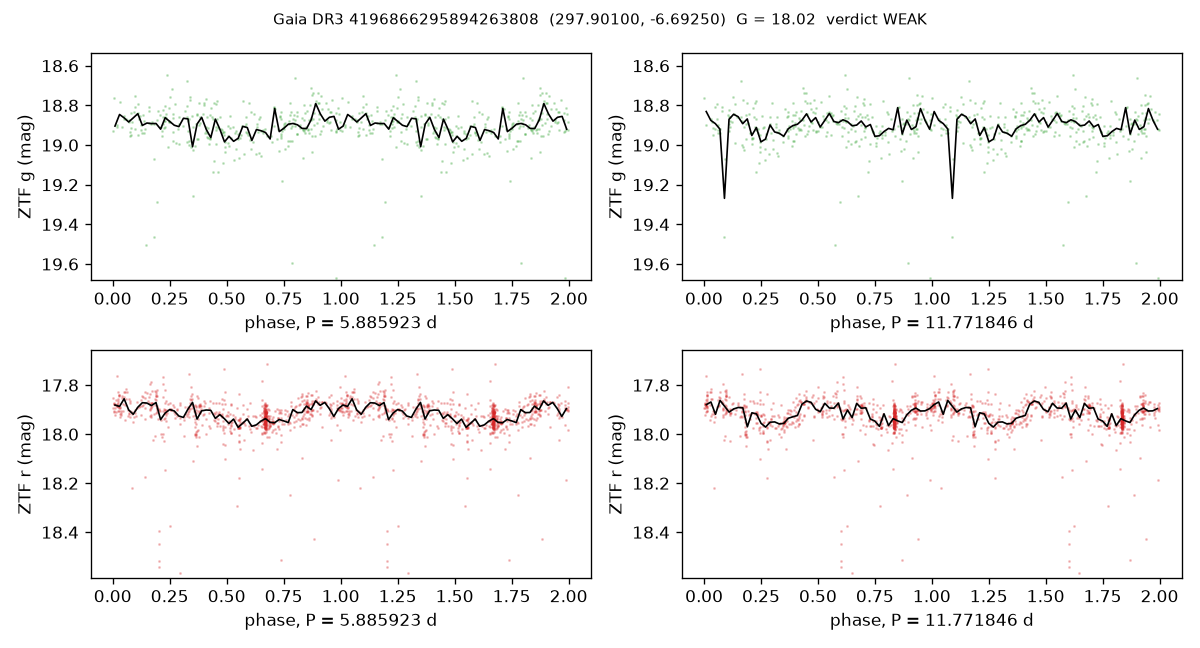 Gaia DR3 4196866295894263808  (297.90100, -6.69250)  G = 18.02  verdict WEAK
ZTF g (mag)
18.6
18.8
19.0
19.2
19.4
19.6
0.00 0.25 0.50 0.75 1.00 1.25 1.50 1.75 2.00
phase, P = 5.885923 d
ZTF g (mag)
18.6
18.8
19.0
19.2
19.4
19.6
0.00 0.25 0.50 0.75 1.00 1.25 1.50 1.75 2.00
phase, P = 11.771846 d
ZTF r (mag)
17.8
18.0
18.2
18.4
0.00 0.25 0.50 0.75 1.00 1.25 1.50 1.75 2.00
phase, P = 5.885923 d
ZTF r (mag)
17.8
18.0
18.2
18.4
0.00 0.25 0.50 0.75 1.00 1.25 1.50 1.75 2.00
phase, P = 11.771846 d